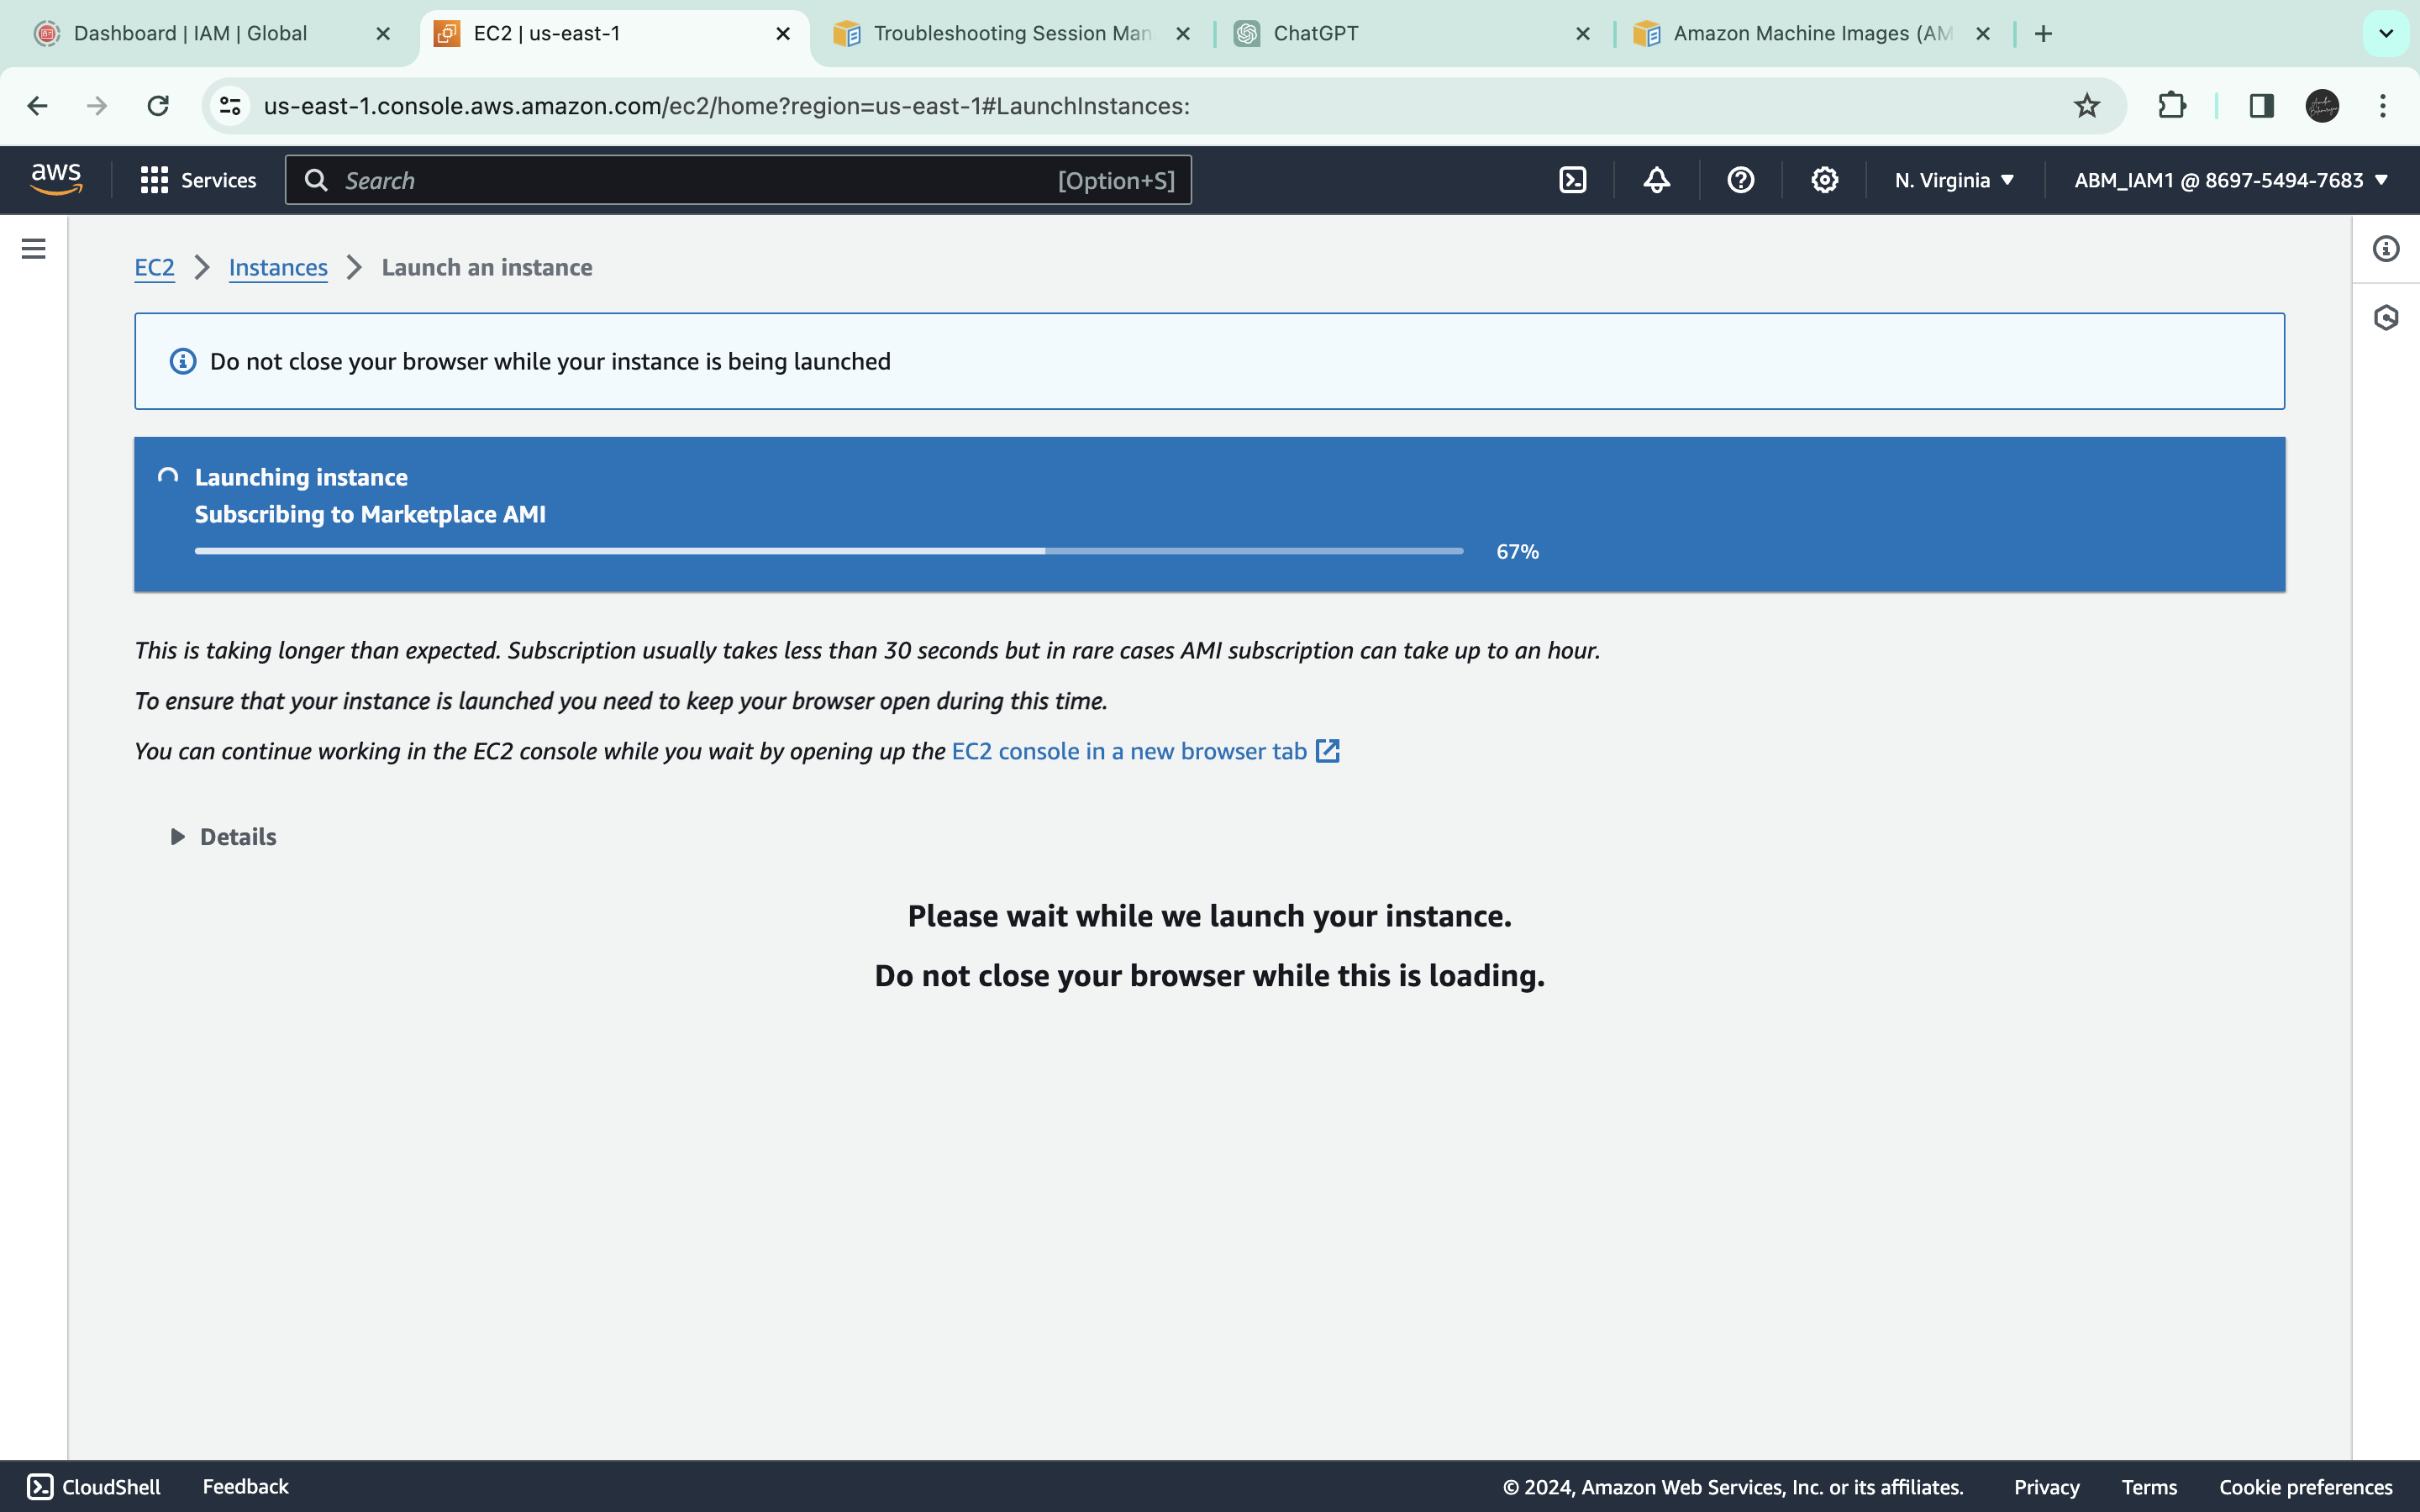 Dashboard | IAM | Global
EC2 | us-east-1
Troubleshooting Session Man
ChatGPT
Amazon Machine Images (AM
us-east-1.console.aws.amazon.com/ec2/home?region=us-east-1#LaunchInstances:
aws
Services
Search
[Option+S]
N. Virginia
ABM_IAM1 @ 8697-5494-7683
EC2
Instances
Launch an instance
Do not close your browser while your instance is being launched
Launching instance
Subscribing to Marketplace AMI
67%
This is taking longer than expected. Subscription usually takes less than 30 seconds but in rare cases AMI subscription can take up to an hour.
To ensure that your instance is launched you need to keep your browser open during this time.
You can continue working in the EC2 console while you wait by opening up the EC2 console in a new browser tab
Details
Please wait while we launch your instance.
Do not close your browser while this is loading.
CloudShell
Feedback
© 2024, Amazon Web Services, Inc. or its affiliates.
Privacy
Terms
Cookie preferences